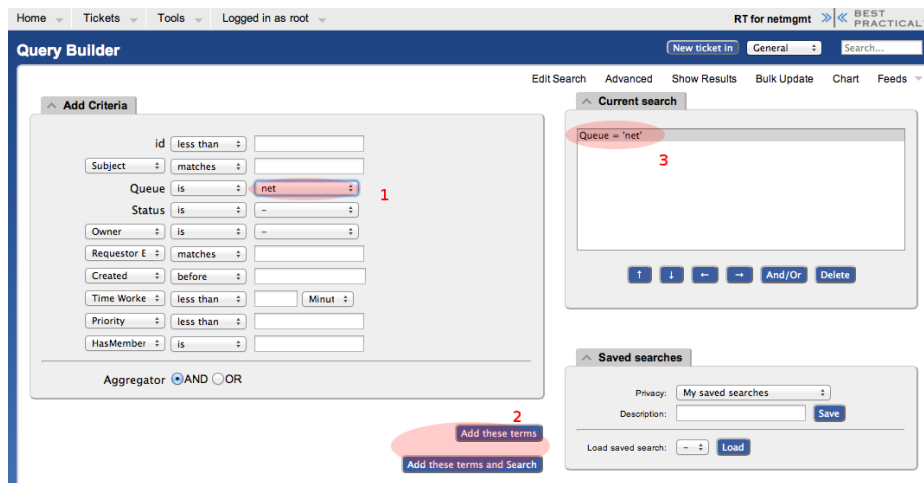 Home Tickets Tools Logged in as root RT for netmgmt BEST PRACTICAL
Query Builder New ticket in General Search...
Edit Search Advanced Show Results Bulk Update Chart Feeds
Add Criteria
id less than
Subject matches
Queue is net 1
Status is -
Owner is -
Requestor E matches
Created before
Time Worke less than Minut
Priority less than
HasMember is
Aggregator AND OR
2
Add these terms
Add these terms and Search
Current search
Queue = 'net'
3
↑ ↓ ← → And/Or Delete
Saved searches
Privacy: My saved searches
Description: Save
Load saved search: - Load